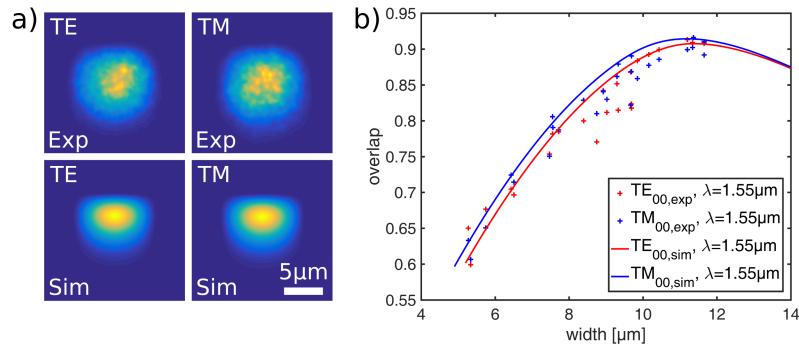 a)
TE
TM
Exp
Exp
TE
TM
Sim
Sim
5µm
b)
0.95
0.9
0.85
0.8
0.75
0.7
0.65
0.6
0.55
overlap
4
6
8
10
12
14
width [µm]
TE00,exp, λ=1.55µm
TM00,exp, λ=1.55µm
TE00,sim, λ=1.55µm
TM00,sim, λ=1.55µm